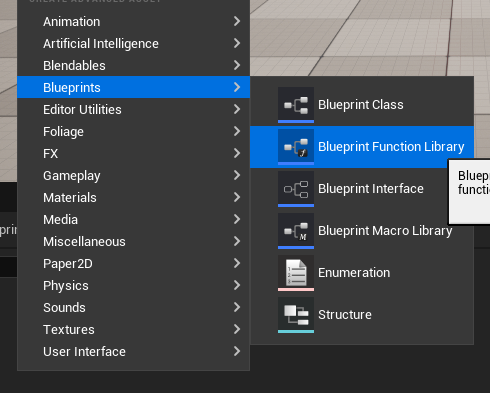 CREATE ADVANCED ASSET
Animation
Artificial Intelligence
Blendables
Blueprints
Editor Utilities
Foliage
FX
Gameplay
Materials
Media
Miscellaneous
Paper2D
Physics
Sounds
Textures
User Interface
Blueprint Class
Blueprint Function Library
Blueprint Interface
Blueprint Macro Library
Enumeration
Structure
Bluep
functi